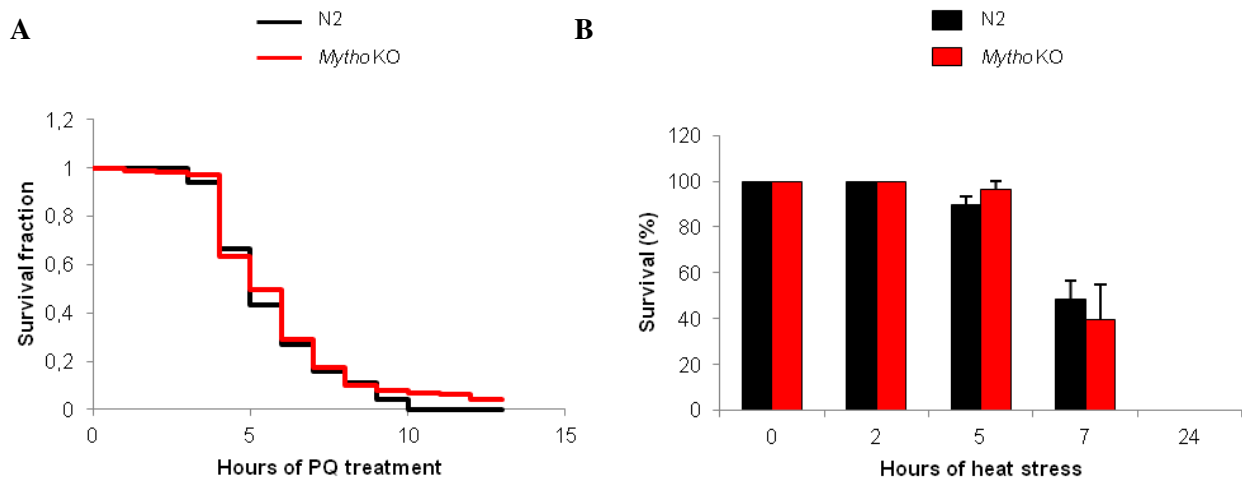 A
N2
Mytho KO
Survival fraction
1,2
1
0,8
0,6
0,4
0,2
0
0
5
10
15
Hours of PQ treatment
B
N2
Mytho KO
Survival (%)
120
100
80
60
40
20
0
0
2
5
7
24
Hours of heat stress